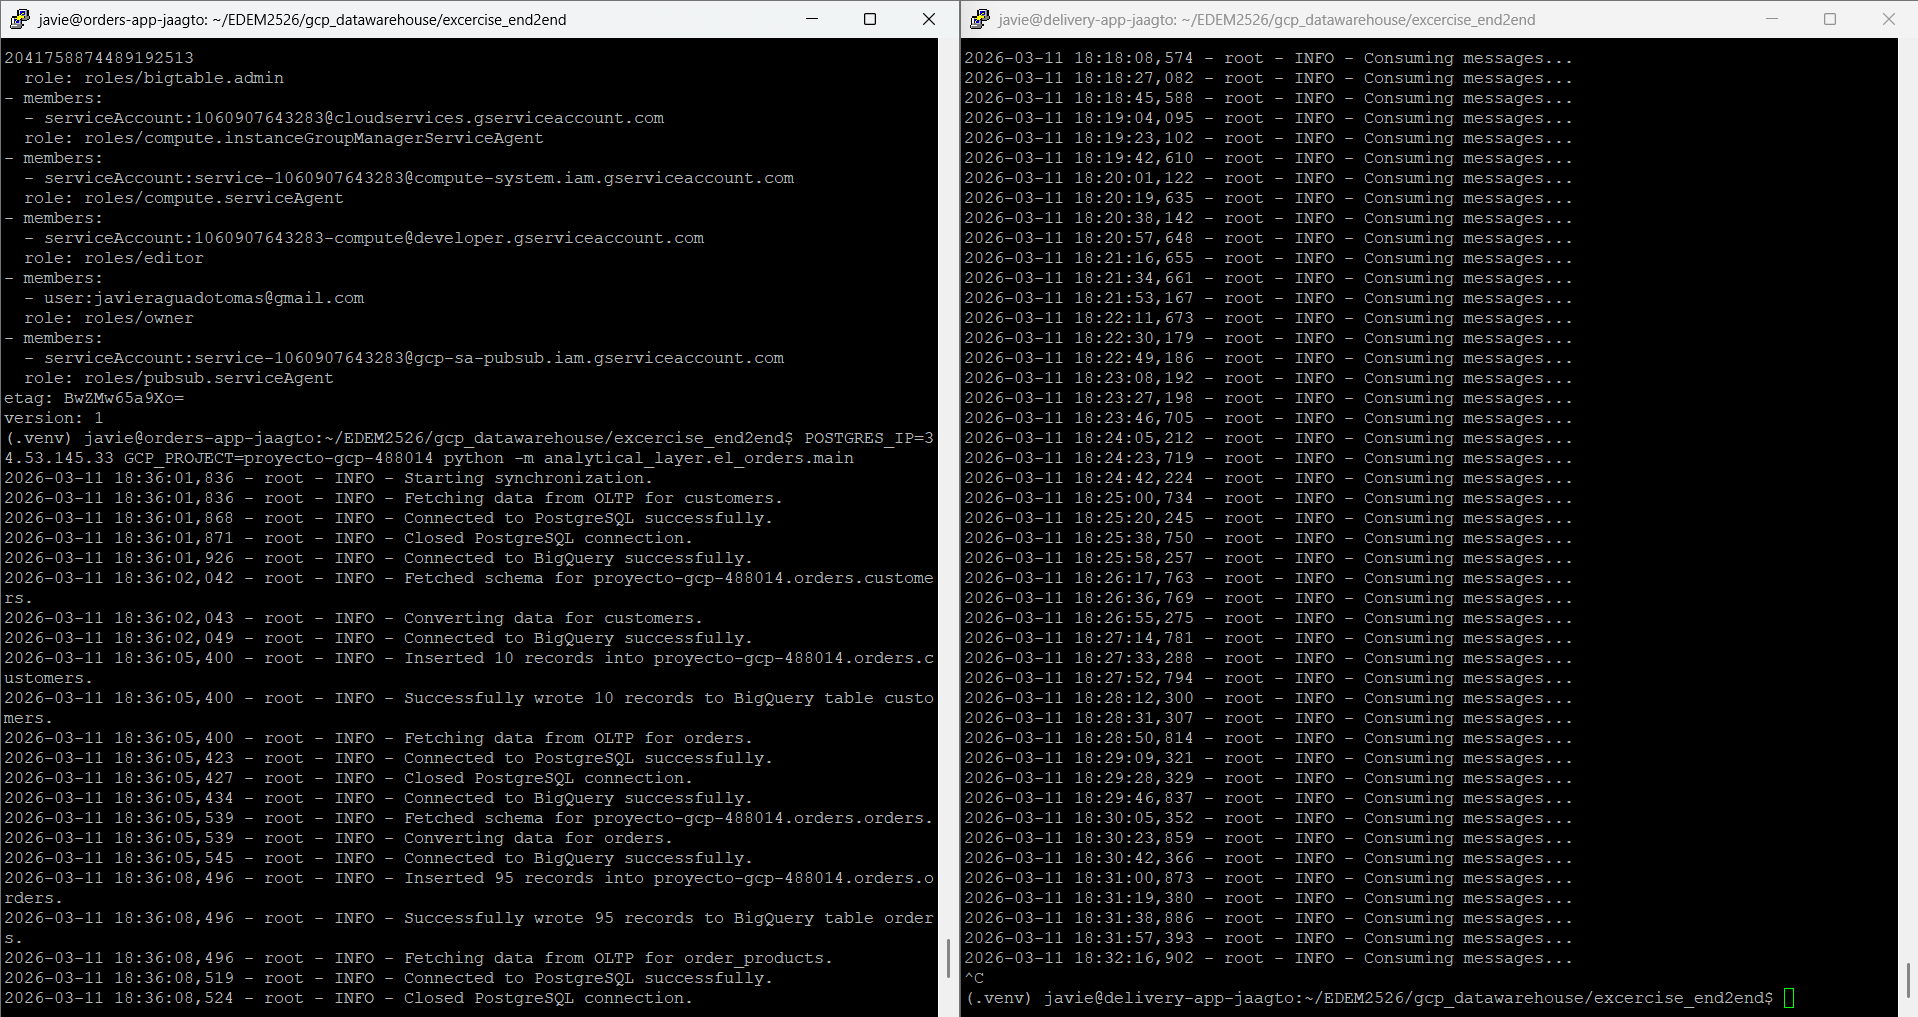 javie@orders-app-jaagto: ~/EDEM2526/gcp_datawarehouse/excercise_end2end
2041758874489192513
  role: roles/bigtable.admin
- members:
  - serviceAccount:1060907643283@cloudservices.gserviceaccount.com
  role: roles/compute.instanceGroupManagerServiceAgent
- members:
  - serviceAccount:service-1060907643283@compute-system.iam.gserviceaccount.com
  role: roles/compute.serviceAgent
- members:
  - serviceAccount:1060907643283-compute@developer.gserviceaccount.com
  role: roles/editor
- members:
  - user:javieraguadotomas@gmail.com
  role: roles/owner
- members:
  - serviceAccount:service-1060907643283@gcp-sa-pubsub.iam.gserviceaccount.com
  role: roles/pubsub.serviceAgent
etag: BwZMw65a9Xo=
version: 1
(.venv) javie@orders-app-jaagto:~/EDEM2526/gcp_datawarehouse/excercise_end2end$ POSTGRES_IP=3
4.53.145.33 GCP_PROJECT=proyecto-gcp-488014 python -m analytical_layer.el_orders.main
2026-03-11 18:36:01,836 - root - INFO - Starting synchronization.
2026-03-11 18:36:01,836 - root - INFO - Fetching data from OLTP for customers.
2026-03-11 18:36:01,868 - root - INFO - Connected to PostgreSQL successfully.
2026-03-11 18:36:01,871 - root - INFO - Closed PostgreSQL connection.
2026-03-11 18:36:01,926 - root - INFO - Connected to BigQuery successfully.
2026-03-11 18:36:02,042 - root - INFO - Fetched schema for proyecto-gcp-488014.orders.custome
rs.
2026-03-11 18:36:02,043 - root - INFO - Converting data for customers.
2026-03-11 18:36:02,049 - root - INFO - Connected to BigQuery successfully.
2026-03-11 18:36:05,400 - root - INFO - Inserted 10 records into proyecto-gcp-488014.orders.c
ustomers.
2026-03-11 18:36:05,400 - root - INFO - Successfully wrote 10 records to BigQuery table custo
mers.
2026-03-11 18:36:05,400 - root - INFO - Fetching data from OLTP for orders.
2026-03-11 18:36:05,423 - root - INFO - Connected to PostgreSQL successfully.
2026-03-11 18:36:05,427 - root - INFO - Closed PostgreSQL connection.
2026-03-11 18:36:05,434 - root - INFO - Connected to BigQuery successfully.
2026-03-11 18:36:05,539 - root - INFO - Fetched schema for proyecto-gcp-488014.orders.orders.
2026-03-11 18:36:05,539 - root - INFO - Converting data for orders.
2026-03-11 18:36:05,545 - root - INFO - Connected to BigQuery successfully.
2026-03-11 18:36:08,496 - root - INFO - Inserted 95 records into proyecto-gcp-488014.orders.o
rders.
2026-03-11 18:36:08,496 - root - INFO - Successfully wrote 95 records to BigQuery table order
s.
2026-03-11 18:36:08,496 - root - INFO - Fetching data from OLTP for order_products.
2026-03-11 18:36:08,519 - root - INFO - Connected to PostgreSQL successfully.
2026-03-11 18:36:08,524 - root - INFO - Closed PostgreSQL connection.
javie@delivery-app-jaagto: ~/EDEM2526/gcp_datawarehouse/excercise_end2end
2026-03-11 18:18:08,574 - root - INFO - Consuming messages...
2026-03-11 18:18:27,082 - root - INFO - Consuming messages...
2026-03-11 18:18:45,588 - root - INFO - Consuming messages...
2026-03-11 18:19:04,095 - root - INFO - Consuming messages...
2026-03-11 18:19:23,102 - root - INFO - Consuming messages...
2026-03-11 18:19:42,610 - root - INFO - Consuming messages...
2026-03-11 18:20:01,122 - root - INFO - Consuming messages...
2026-03-11 18:20:19,635 - root - INFO - Consuming messages...
2026-03-11 18:20:38,142 - root - INFO - Consuming messages...
2026-03-11 18:20:57,648 - root - INFO - Consuming messages...
2026-03-11 18:21:16,655 - root - INFO - Consuming messages...
2026-03-11 18:21:34,661 - root - INFO - Consuming messages...
2026-03-11 18:21:53,167 - root - INFO - Consuming messages...
2026-03-11 18:22:11,673 - root - INFO - Consuming messages...
2026-03-11 18:22:30,179 - root - INFO - Consuming messages...
2026-03-11 18:22:49,186 - root - INFO - Consuming messages...
2026-03-11 18:23:08,192 - root - INFO - Consuming messages...
2026-03-11 18:23:27,198 - root - INFO - Consuming messages...
2026-03-11 18:23:46,705 - root - INFO - Consuming messages...
2026-03-11 18:24:05,212 - root - INFO - Consuming messages...
2026-03-11 18:24:23,719 - root - INFO - Consuming messages...
2026-03-11 18:24:42,224 - root - INFO - Consuming messages...
2026-03-11 18:25:00,734 - root - INFO - Consuming messages...
2026-03-11 18:25:20,245 - root - INFO - Consuming messages...
2026-03-11 18:25:38,750 - root - INFO - Consuming messages...
2026-03-11 18:25:58,257 - root - INFO - Consuming messages...
2026-03-11 18:26:17,763 - root - INFO - Consuming messages...
2026-03-11 18:26:36,769 - root - INFO - Consuming messages...
2026-03-11 18:26:55,275 - root - INFO - Consuming messages...
2026-03-11 18:27:14,781 - root - INFO - Consuming messages...
2026-03-11 18:27:33,288 - root - INFO - Consuming messages...
2026-03-11 18:27:52,794 - root - INFO - Consuming messages...
2026-03-11 18:28:12,300 - root - INFO - Consuming messages...
2026-03-11 18:28:31,307 - root - INFO - Consuming messages...
2026-03-11 18:28:50,814 - root - INFO - Consuming messages...
2026-03-11 18:29:09,321 - root - INFO - Consuming messages...
2026-03-11 18:29:28,329 - root - INFO - Consuming messages...
2026-03-11 18:29:46,837 - root - INFO - Consuming messages...
2026-03-11 18:30:05,352 - root - INFO - Consuming messages...
2026-03-11 18:30:23,859 - root - INFO - Consuming messages...
2026-03-11 18:30:42,366 - root - INFO - Consuming messages...
2026-03-11 18:31:00,873 - root - INFO - Consuming messages...
2026-03-11 18:31:19,380 - root - INFO - Consuming messages...
2026-03-11 18:31:38,886 - root - INFO - Consuming messages...
2026-03-11 18:31:57,393 - root - INFO - Consuming messages...
2026-03-11 18:32:16,902 - root - INFO - Consuming messages...
^C
(.venv) javie@delivery-app-jaagto:~/EDEM2526/gcp_datawarehouse/excercise_end2end$